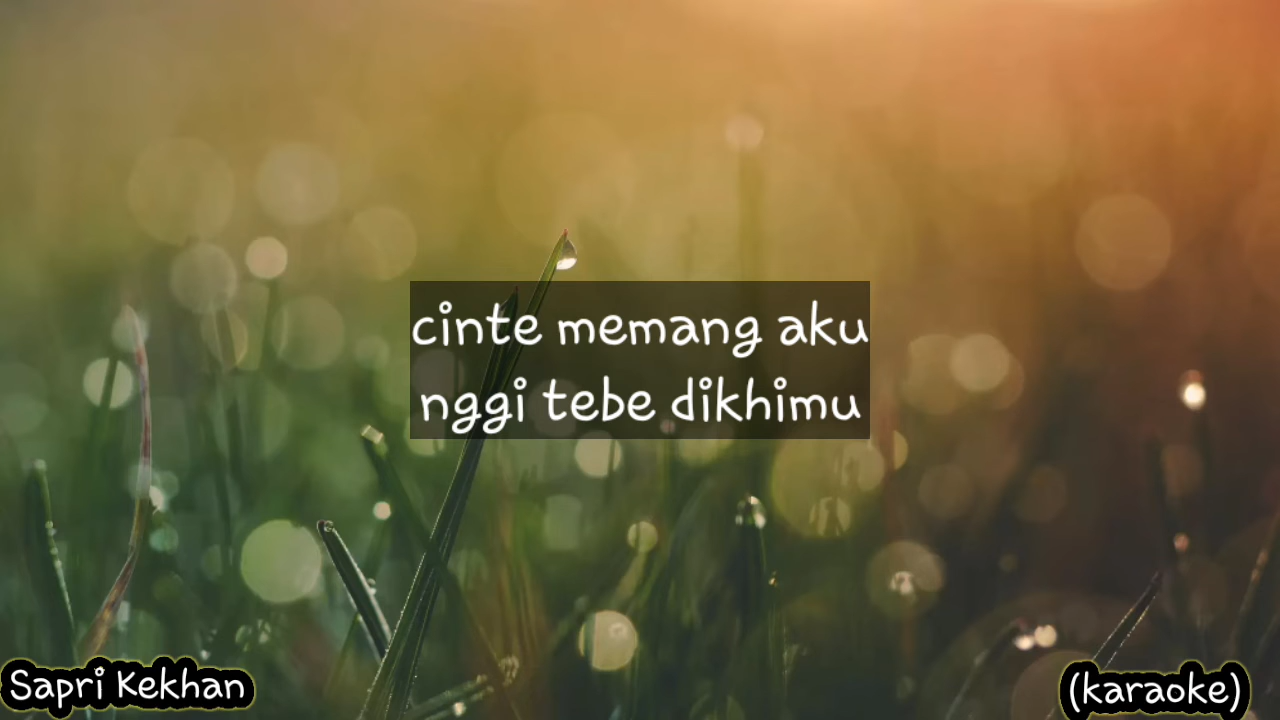 cinte memang aku
nggi tebe dikhimu
Sapri Kekhan
(karaoke)